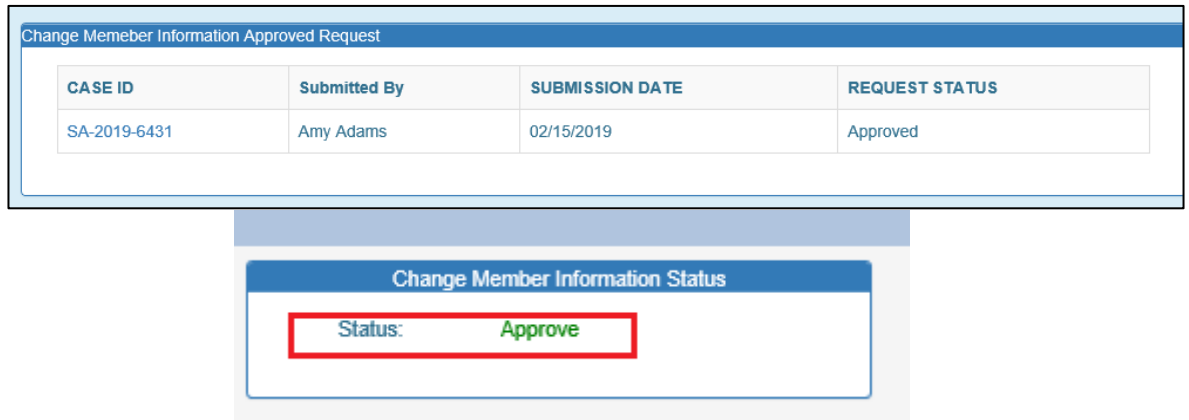 Change Memeber Information Approved Request
CASE ID Submitted By SUBMISSION DATE REQUEST STATUS
SA-2019-6431 Amy Adams 02/15/2019 Approved
Change Member Information Status
Status: Approve